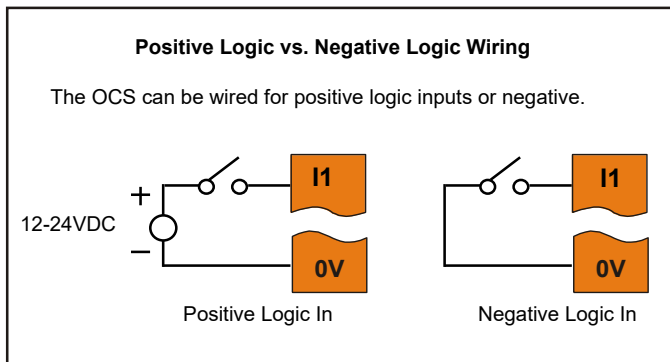 Positive Logic vs. Negative Logic Wiring
The OCS can be wired for positive logic inputs or negative.
I1
I1
+
12-24VDC
–
0V
0V
Positive Logic In
Negative Logic In